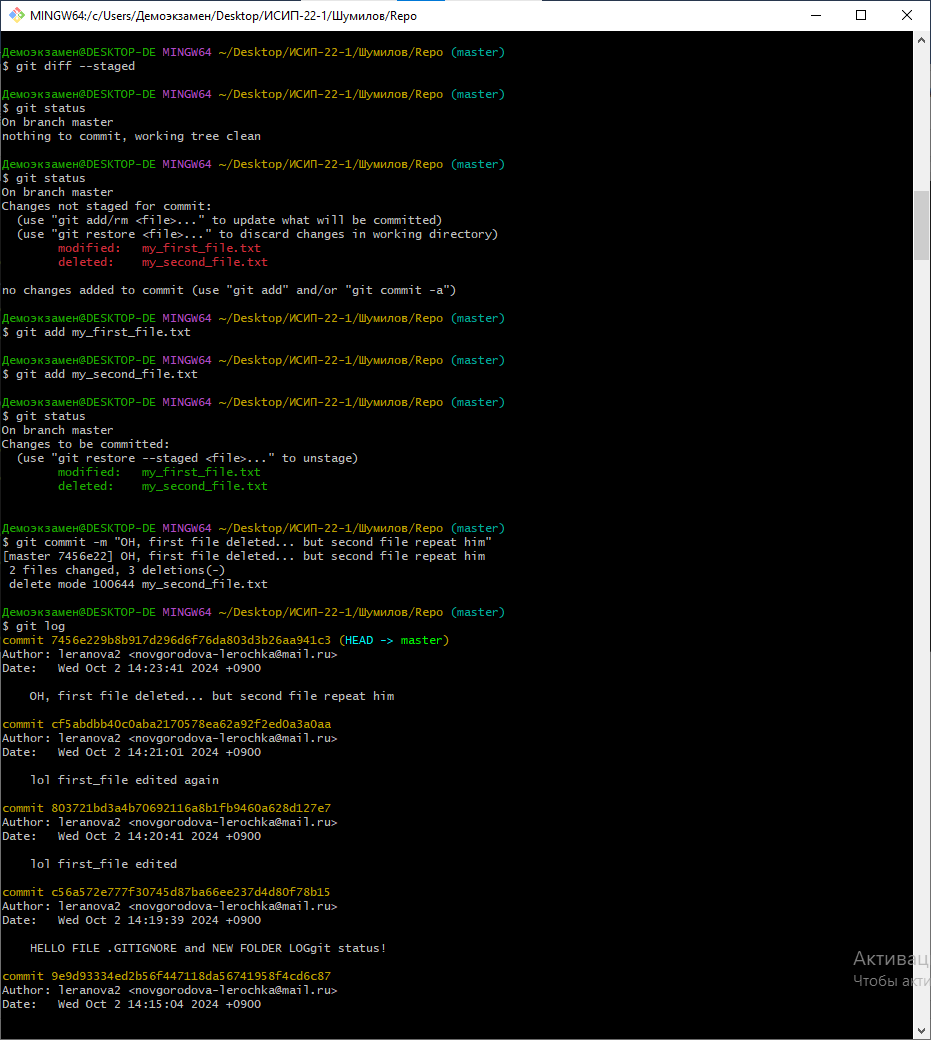 MINGW64:/c/Users/Демоэкзамен/Desktop/ИСИП-22-1/Шумилов/Repo
Демоэкзамен@DESKTOP-DE MINGW64 ~/Desktop/ИСИП-22-1/Шумилов/Repo (master)
$ git diff --staged
Демоэкзамен@DESKTOP-DE MINGW64 ~/Desktop/ИСИП-22-1/Шумилов/Repo (master)
$ git status
On branch master
nothing to commit, working tree clean
Демоэкзамен@DESKTOP-DE MINGW64 ~/Desktop/ИСИП-22-1/Шумилов/Repo (master)
$ git status
On branch master
Changes not staged for commit:
  (use "git add/rm <file>..." to update what will be committed)
  (use "git restore <file>..." to discard changes in working directory)
        modified:   my_first_file.txt
        deleted:    my_second_file.txt
no changes added to commit (use "git add" and/or "git commit -a")
Демоэкзамен@DESKTOP-DE MINGW64 ~/Desktop/ИСИП-22-1/Шумилов/Repo (master)
$ git add my_first_file.txt
Демоэкзамен@DESKTOP-DE MINGW64 ~/Desktop/ИСИП-22-1/Шумилов/Repo (master)
$ git add my_second_file.txt
Демоэкзамен@DESKTOP-DE MINGW64 ~/Desktop/ИСИП-22-1/Шумилов/Repo (master)
$ git status
On branch master
Changes to be committed:
  (use "git restore --staged <file>..." to unstage)
        modified:   my_first_file.txt
        deleted:    my_second_file.txt
Демоэкзамен@DESKTOP-DE MINGW64 ~/Desktop/ИСИП-22-1/Шумилов/Repo (master)
$ git commit -m "OH, first file deleted... but second file repeat him"
[master 7456e22] OH, first file deleted... but second file repeat him
 2 files changed, 3 deletions(-)
 delete mode 100644 my_second_file.txt
Демоэкзамен@DESKTOP-DE MINGW64 ~/Desktop/ИСИП-22-1/Шумилов/Repo (master)
$ git log
commit 7456e229b8b917d296d6f76da803d3b26aa941c3 (HEAD -> master)
Author: leranova2 <novgorodova-lerochka@mail.ru>
Date:   Wed Oct 2 14:23:41 2024 +0900
    OH, first file deleted... but second file repeat him
commit cf5abdbb40c0aba2170578ea62a92f2ed0a3a0aa
Author: leranova2 <novgorodova-lerochka@mail.ru>
Date:   Wed Oct 2 14:21:01 2024 +0900
    lol first_file edited again
commit 803721bd3a4b70692116a8b1fb9460a628d127e7
Author: leranova2 <novgorodova-lerochka@mail.ru>
Date:   Wed Oct 2 14:20:41 2024 +0900
    lol first_file edited
commit c56a572e777f30745d87ba66ee237d4d80f78b15
Author: leranova2 <novgorodova-lerochka@mail.ru>
Date:   Wed Oct 2 14:19:39 2024 +0900
    HELLO FILE .GITIGNORE and NEW FOLDER LOGgit status!
commit 9e9d93334ed2b56f447118da56741958f4cd6c87
Author: leranova2 <novgorodova-lerochka@mail.ru>
Date:   Wed Oct 2 14:15:04 2024 +0900
Активац
Чтобы акти